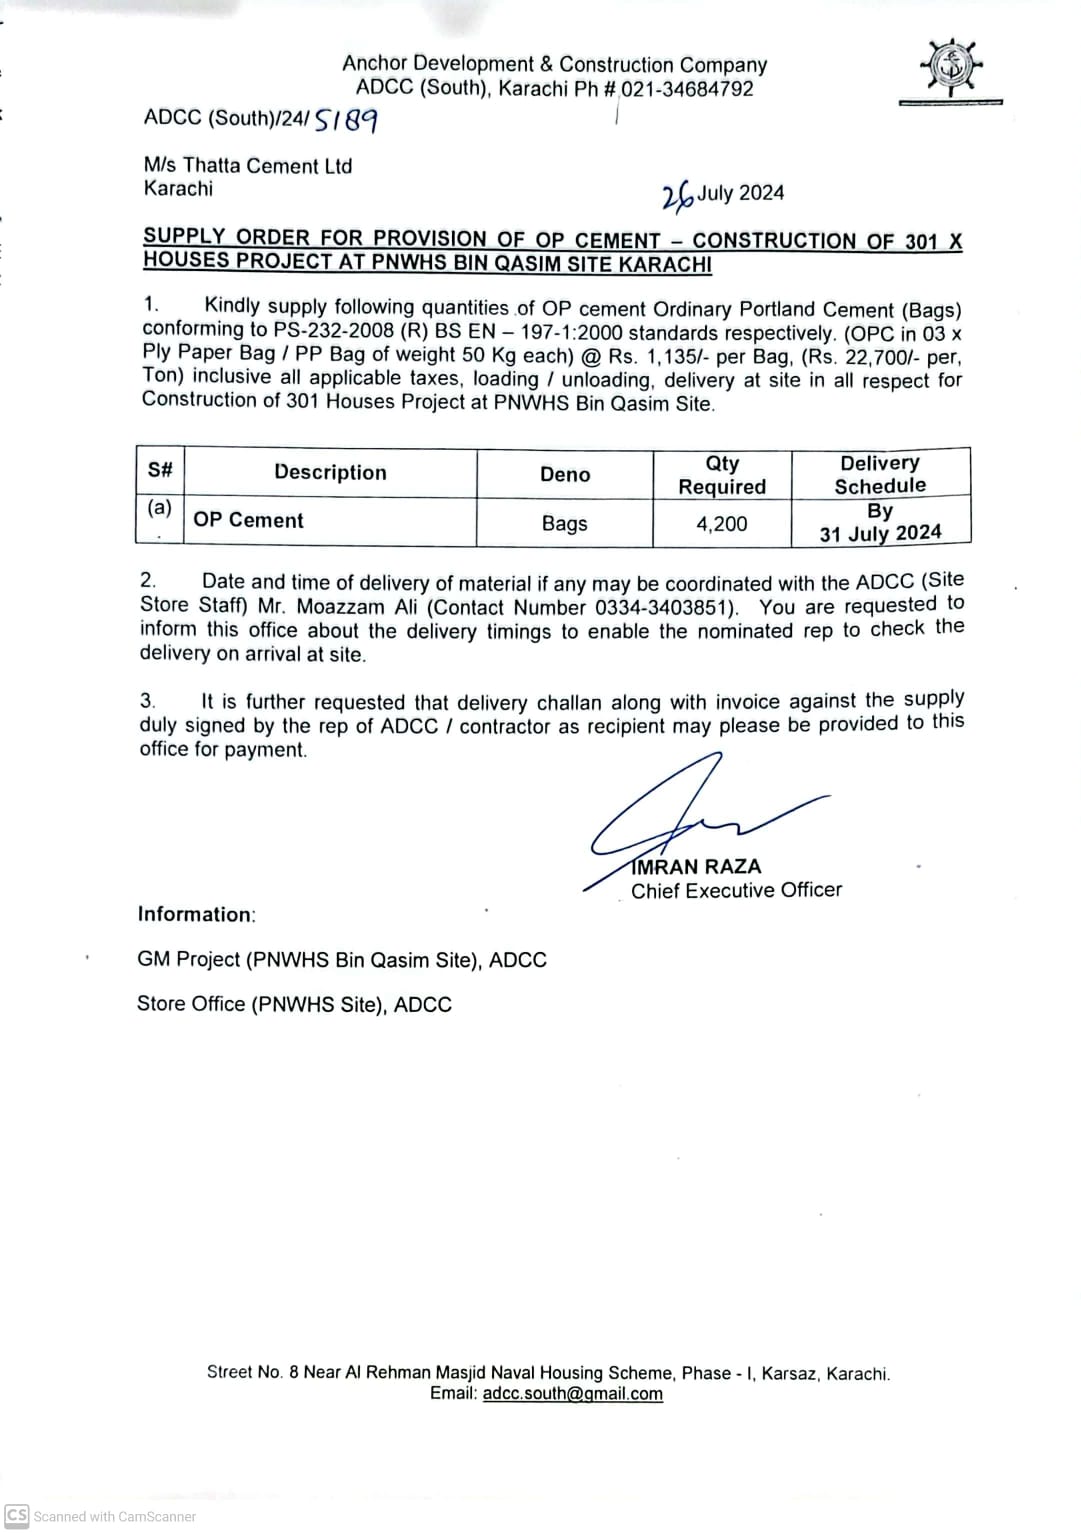 Anchor Development & Construction Company
ADCC (South), Karachi Ph # 021-34684792
ADCC (South)/24/ 5189
M/s Thatta Cement Ltd
Karachi
26 July 2024
SUPPLY ORDER FOR PROVISION OF OP CEMENT – CONSTRUCTION OF 301 X
HOUSES PROJECT AT PNWHS BIN QASIM SITE KARACHI
1. Kindly supply following quantities of OP cement Ordinary Portland Cement (Bags)
conforming to PS-232-2008 (R) BS EN – 197-1:2000 standards respectively. (OPC in 03 x
Ply Paper Bag / PP Bag of weight 50 Kg each) @ Rs. 1,135/- per Bag, (Rs. 22,700/- per,
Ton) inclusive all applicable taxes, loading / unloading, delivery at site in all respect for
Construction of 301 Houses Project at PNWHS Bin Qasim Site.
S# Description Deno Qty Required Delivery Schedule
(a) OP Cement Bags 4,200 By 31 July 2024
2. Date and time of delivery of material if any may be coordinated with the ADCC (Site
Store Staff) Mr. Moazzam Ali (Contact Number 0334-3403851). You are requested to
inform this office about the delivery timings to enable the nominated rep to check the
delivery on arrival at site.
3. It is further requested that delivery challan along with invoice against the supply
duly signed by the rep of ADCC / contractor as recipient may please be provided to this
office for payment.
IMRAN RAZA
Chief Executive Officer
Information:
GM Project (PNWHS Bin Qasim Site), ADCC
Store Office (PNWHS Site), ADCC
Street No. 8 Near Al Rehman Masjid Naval Housing Scheme, Phase - I, Karsaz, Karachi.
Email: adcc.south@gmail.com
CS Scanned with CamScanner